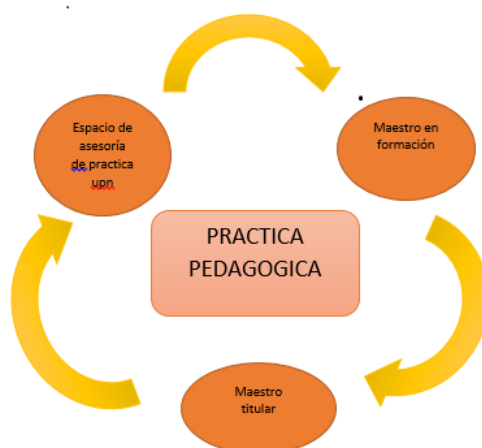 Espacio de
asesoría
de practica
upn
Maestro en
formación
PRACTICA
PEDAGOGICA
Maestro
titular